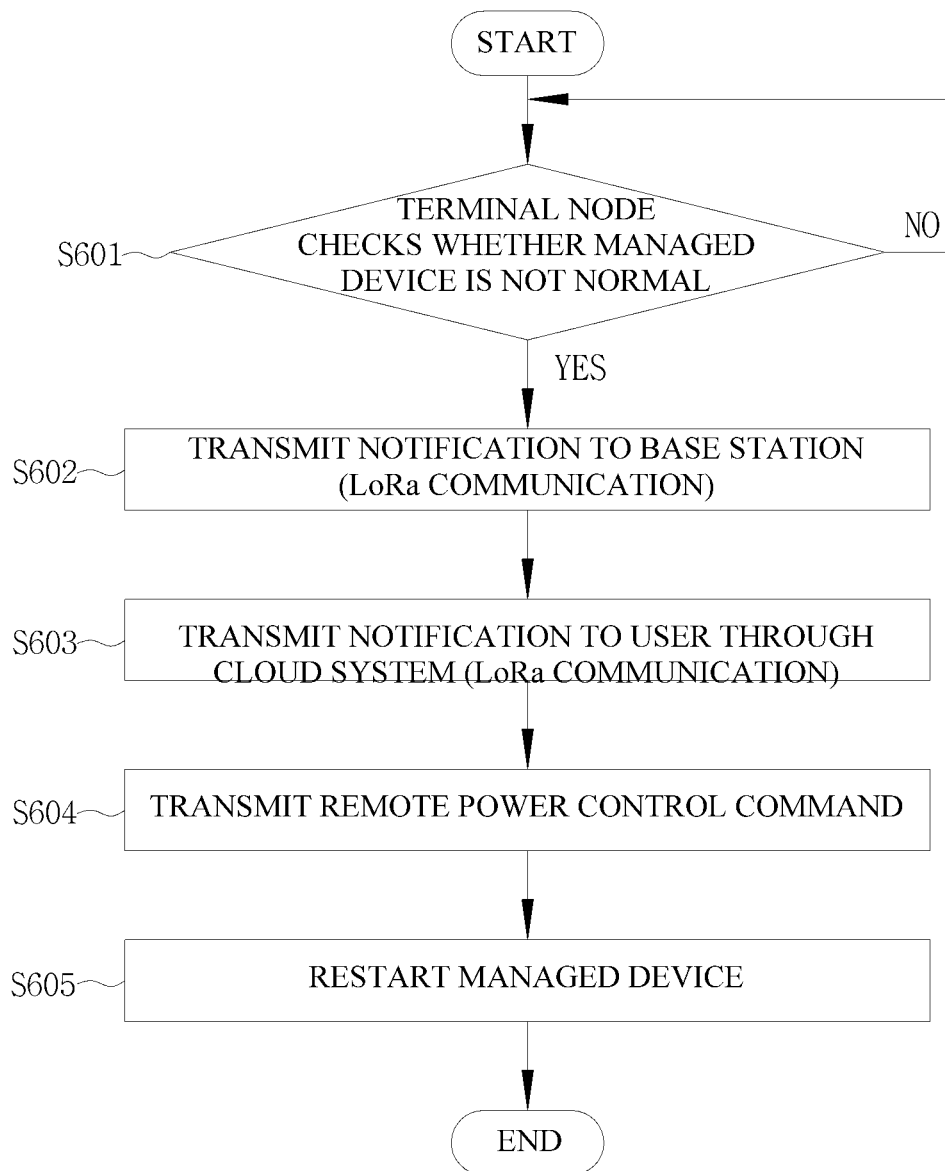 START
TERMINAL NODE
CHECKS WHETHER MANAGED
DEVICE IS NOT NORMAL
NO
S601
YES
TRANSMIT NOTIFICATION TO BASE STATION
(LoRa COMMUNICATION)
S602
TRANSMIT NOTIFICATION TO USER THROUGH
CLOUD SYSTEM (LoRa COMMUNICATION)
S603
TRANSMIT REMOTE POWER CONTROL COMMAND
S604
RESTART MANAGED DEVICE
S605
END